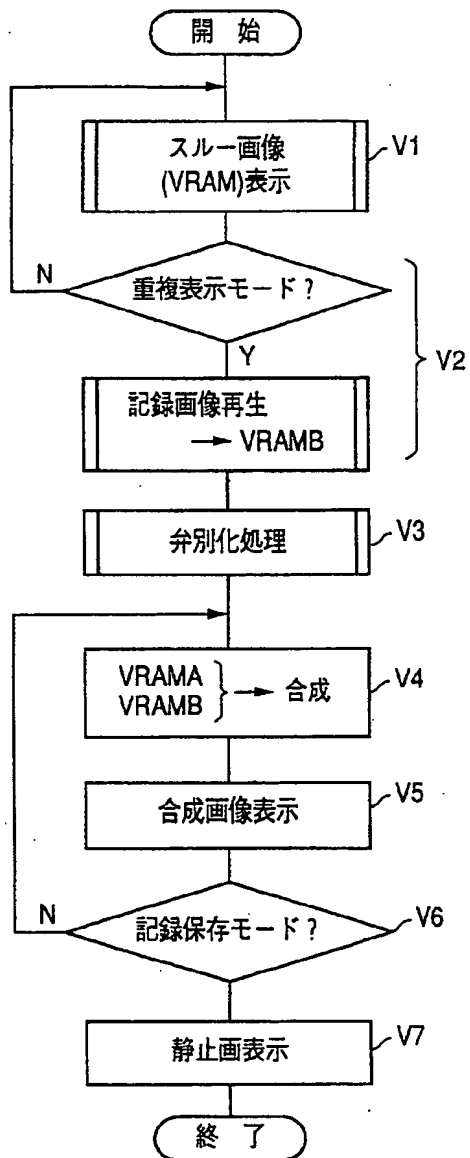 開 始
スルー画像
(VRAM)表示
V1
N
重複表示モード?
Y
V2
記録画像再生
→ VRAMB
弁別化処理
V3
VRAMA
VRAMB
→ 合成
V4
合成画像表示
V5
N
記録保存モード?
V6
静止画表示
V7
終 了